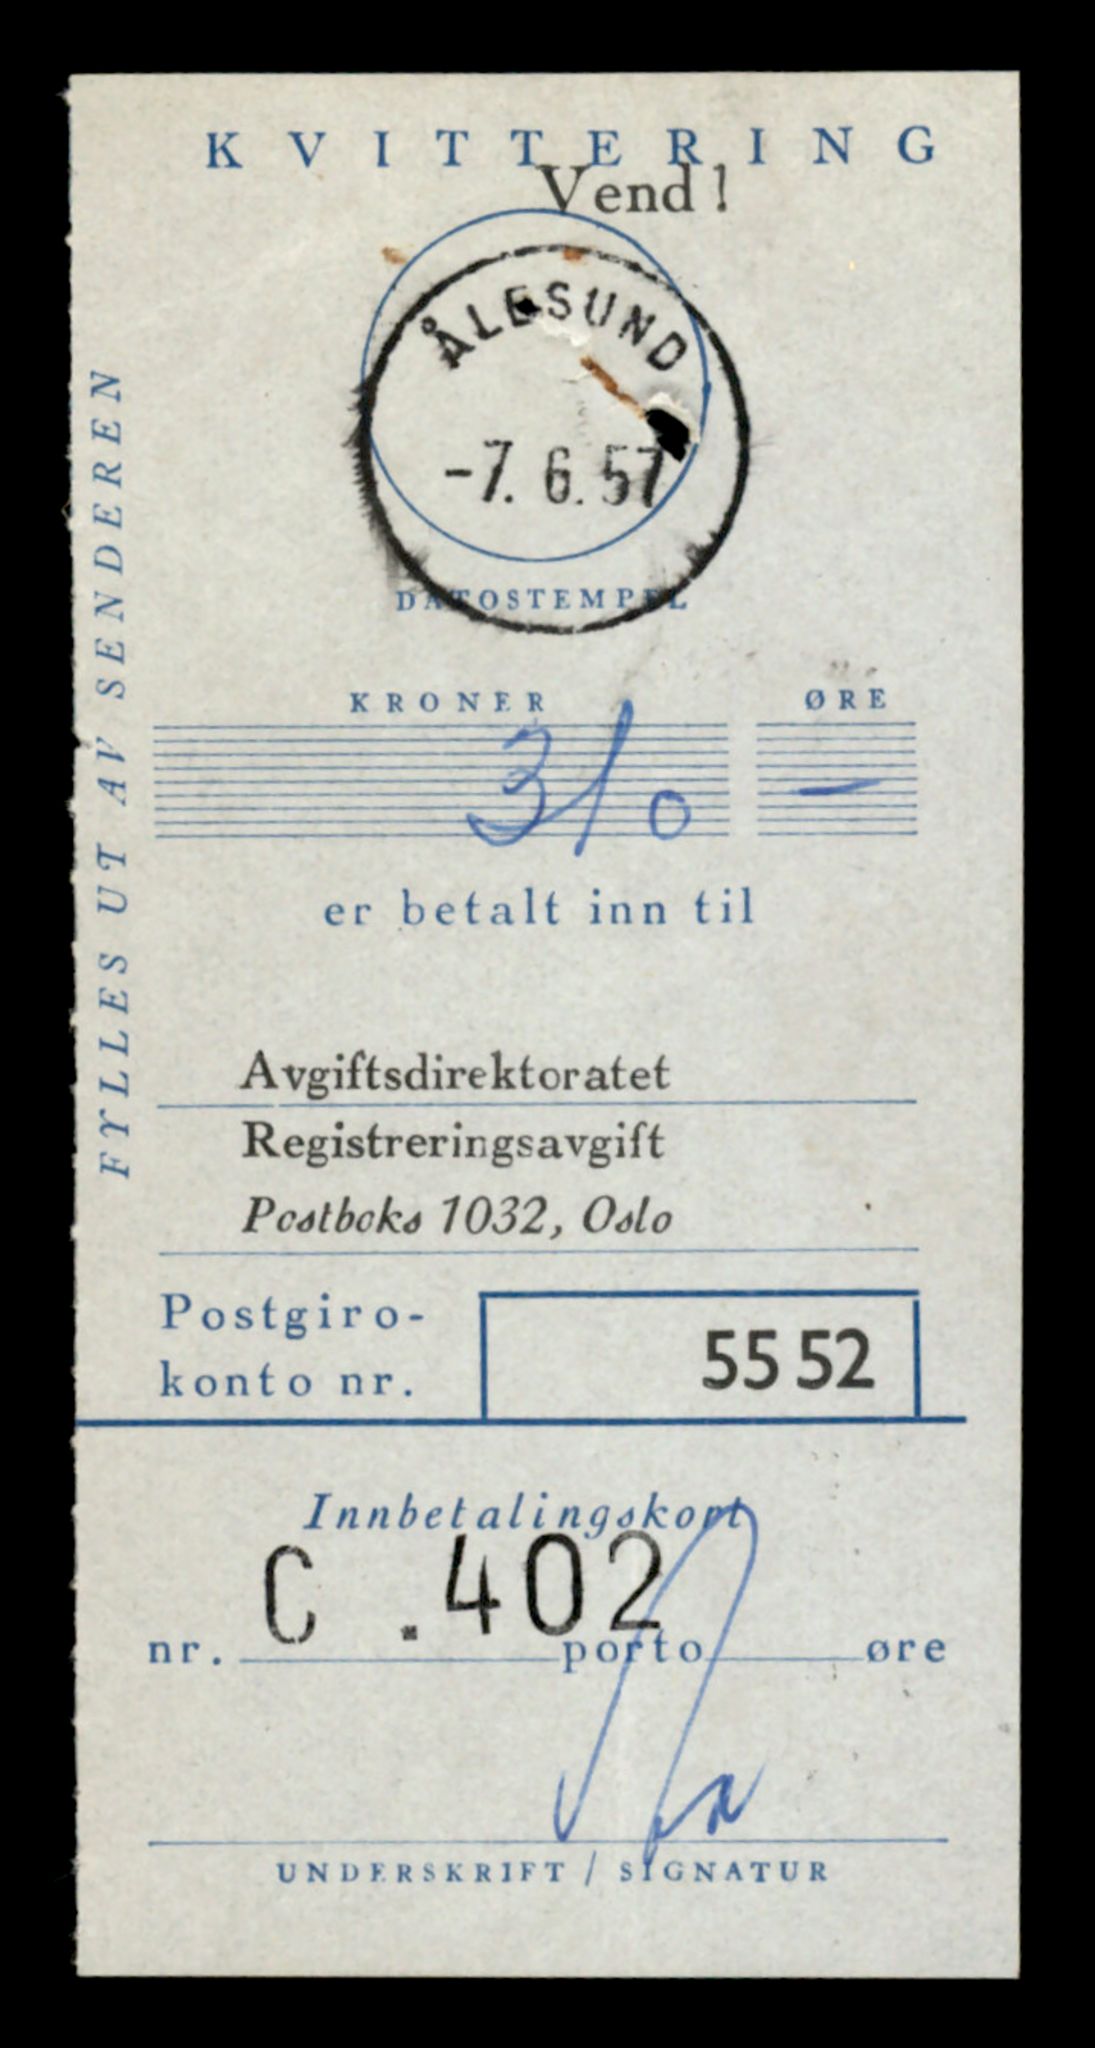 KVITTERING
Vend!
ÅLESUND
-7. 6. 57
DATOSTEMPEL
FYLLES UT AV SENDEREN
KRONER ØRE
310 —
er betalt inn til
Avgiftsdirektoratet
Registreringsavgift
Postboks 1032, Oslo
Postgiro-
konto nr. 55 52
Innbetalingskort
C .402
nr. porto øre
UNDERSKRIFT / SIGNATUR